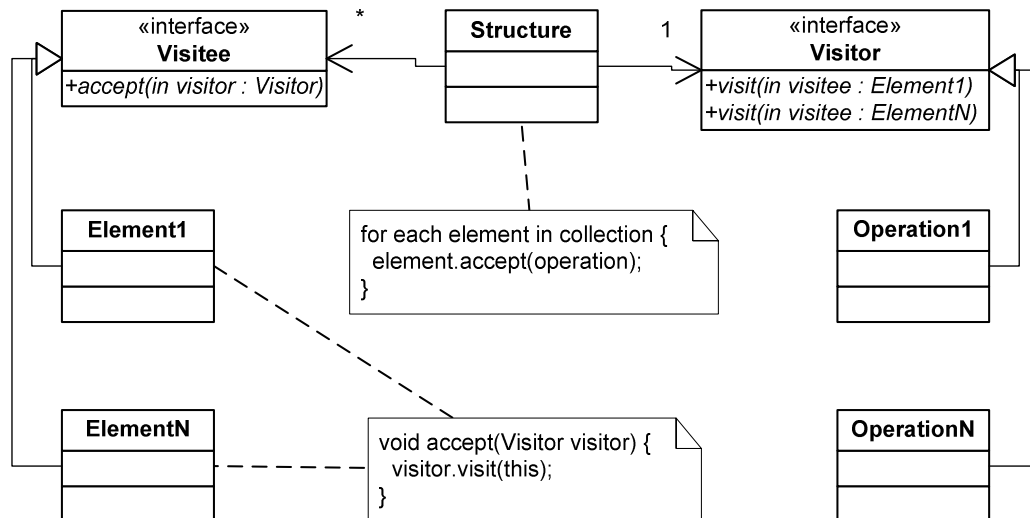 «interface»
Visitee
+accept(in visitor : Visitor)
*
Structure
1
«interface»
Visitor
+visit(in visitee : Element1)
+visit(in visitee : ElementN)
Element1
for each element in collection {
element.accept(operation);
}
Operation1
ElementN
void accept(Visitor visitor) {
visitor.visit(this);
}
OperationN